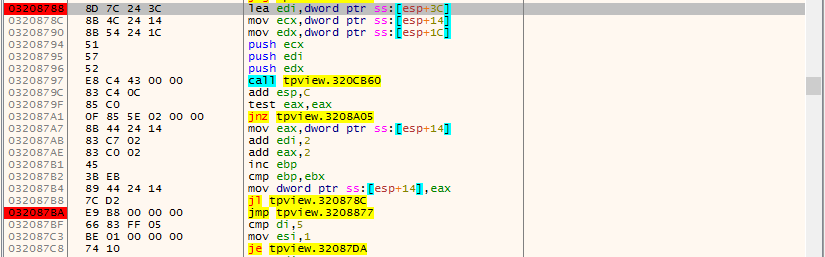 03208788 8D 7C 24 3C lea edi,dword ptr ss:[esp+3C]
0320878C 8B 4C 24 14 mov ecx,dword ptr ss:[esp+14]
03208790 8B 54 24 1C mov edx,dword ptr ss:[esp+1C]
03208794 51 push ecx
03208795 57 push edi
03208796 52 push edx
03208797 E8 C4 43 00 00 call tpview.320CB60
0320879C 83 C4 0C add esp,C
0320879F 85 C0 test eax,eax
032087A1 0F 85 5E 02 00 00 jnz tpview.3208A05
032087A7 8B 44 24 14 mov eax,dword ptr ss:[esp+14]
032087AB 83 C7 02 add edi,2
032087AE 83 C0 02 add eax,2
032087B1 45 inc ebp
032087B2 3B EB cmp ebp,ebx
032087B4 89 44 24 14 mov dword ptr ss:[esp+14],eax
032087B8 7C D2 jl tpview.320878C
032087BA E9 B8 00 00 00 jmp tpview.3208877
032087BF 66 83 FF 05 cmp di,5
032087C3 BE 01 00 00 00 mov esi,1
032087C8 74 10 je tpview.32087DA